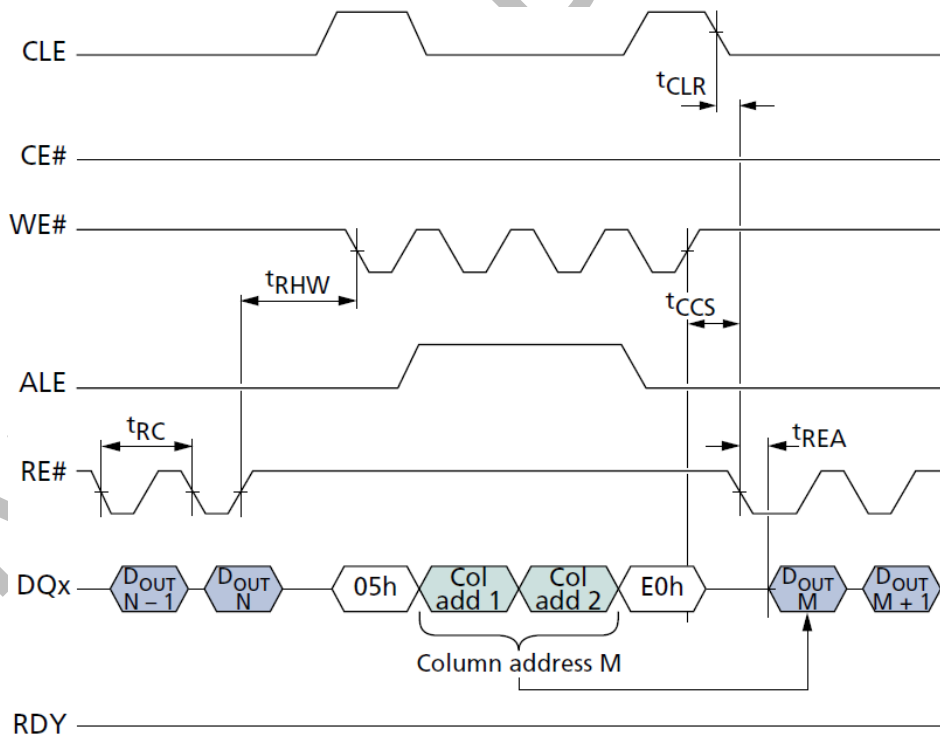 CLE
tCLR
CE#
WE#
tRHW
tCCS
ALE
tRC
tREA
RE#
DQx
DOUT
N – 1
DOUT
N
05h
Col
add 1
Col
add 2
E0h
DOUT
M
DOUT
M + 1
Column address M
RDY